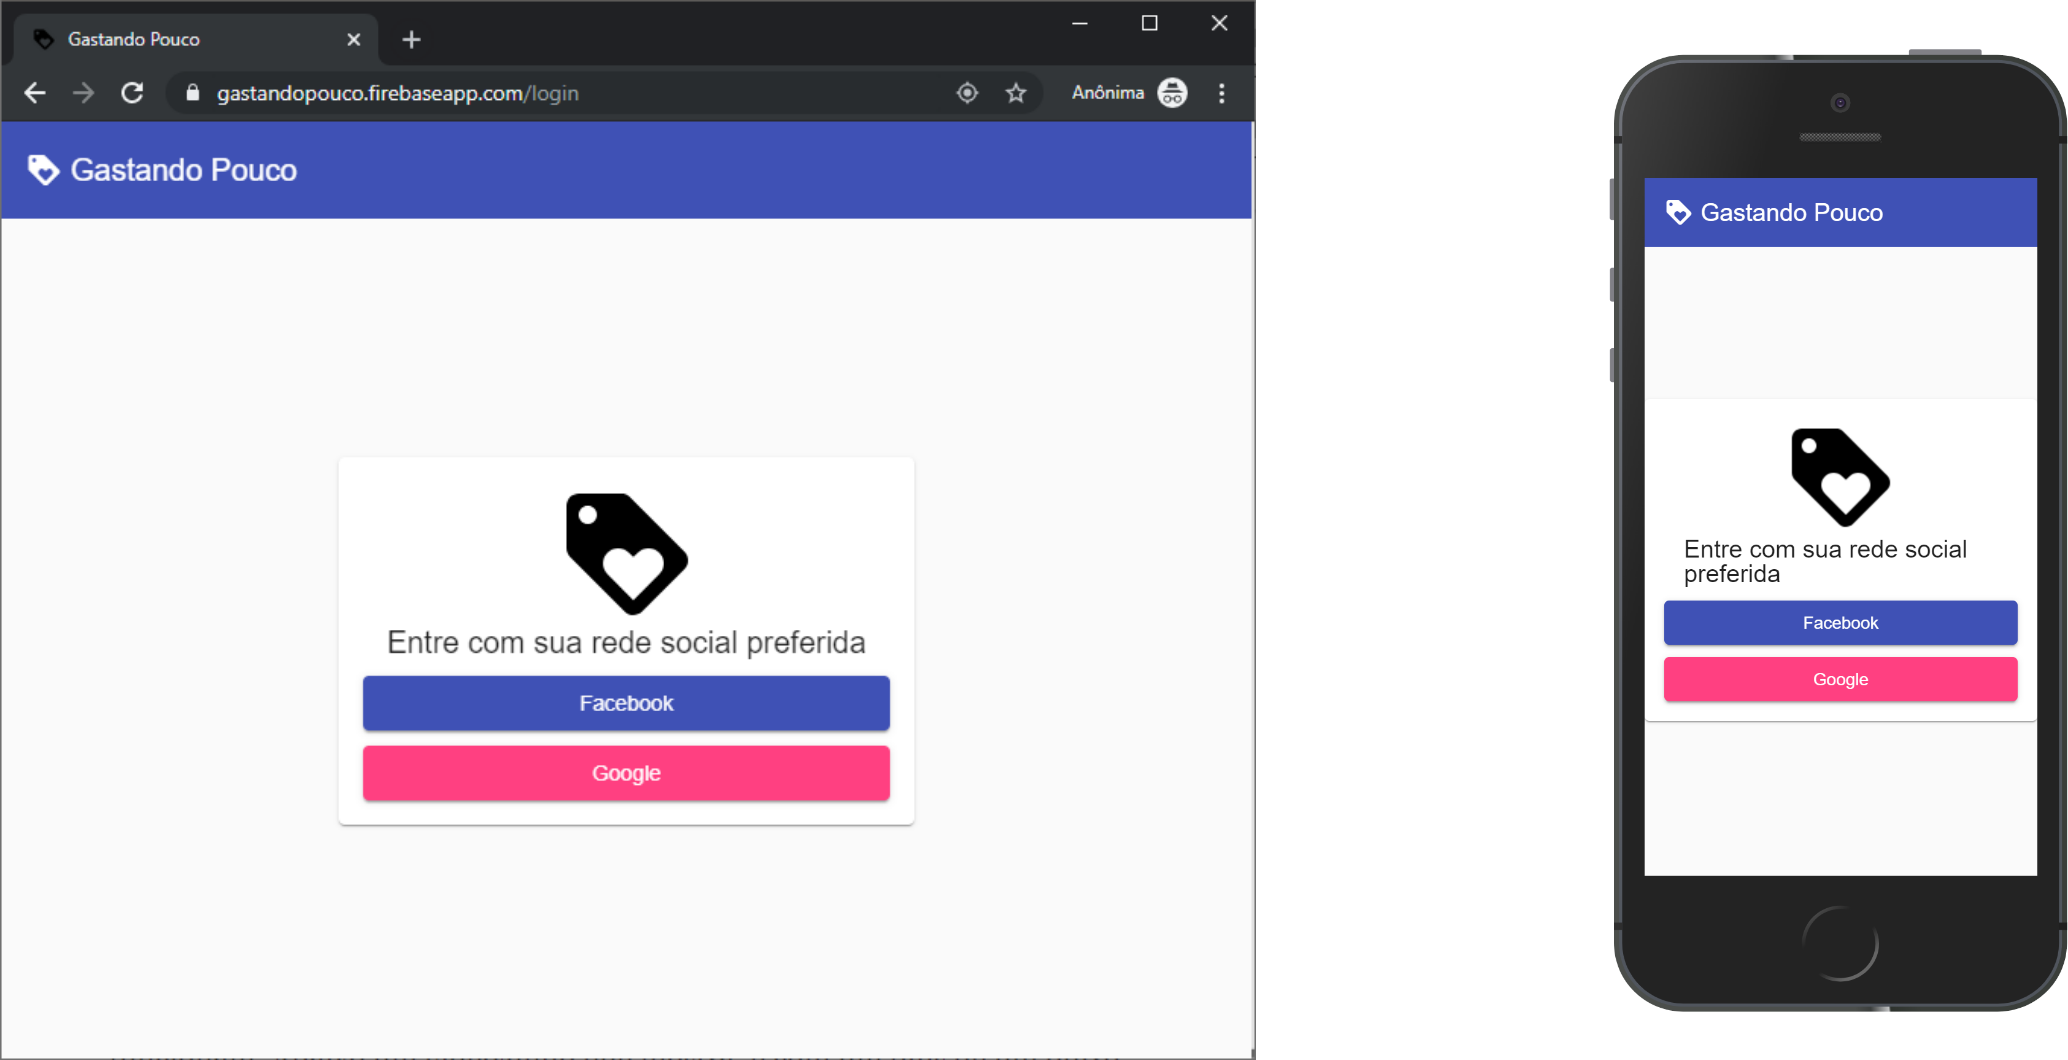 Gastando Pouco
gastandopouco.firebaseapp.com/login
Anônima
Gastando Pouco
Entre com sua rede social preferida
Facebook
Google
Gastando Pouco
Entre com sua rede social
preferida
Facebook
Google